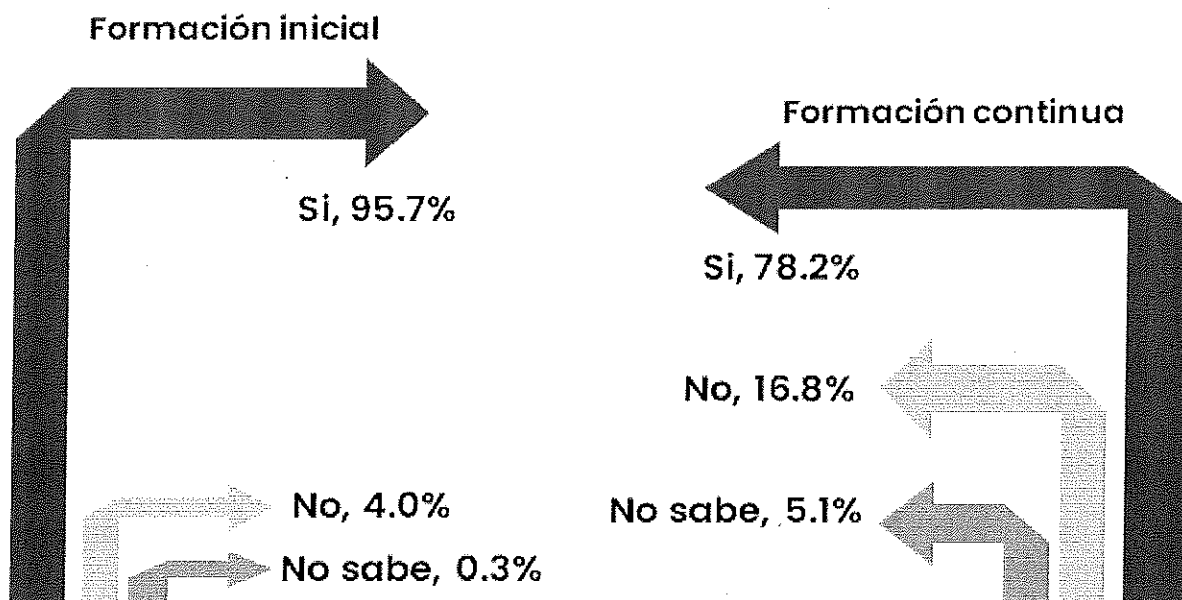 Formación inicial
Si, 95.7%
No, 4.0%
No sabe, 0.3%
Formación continua
Si, 78.2%
No, 16.8%
No sabe, 5.1%